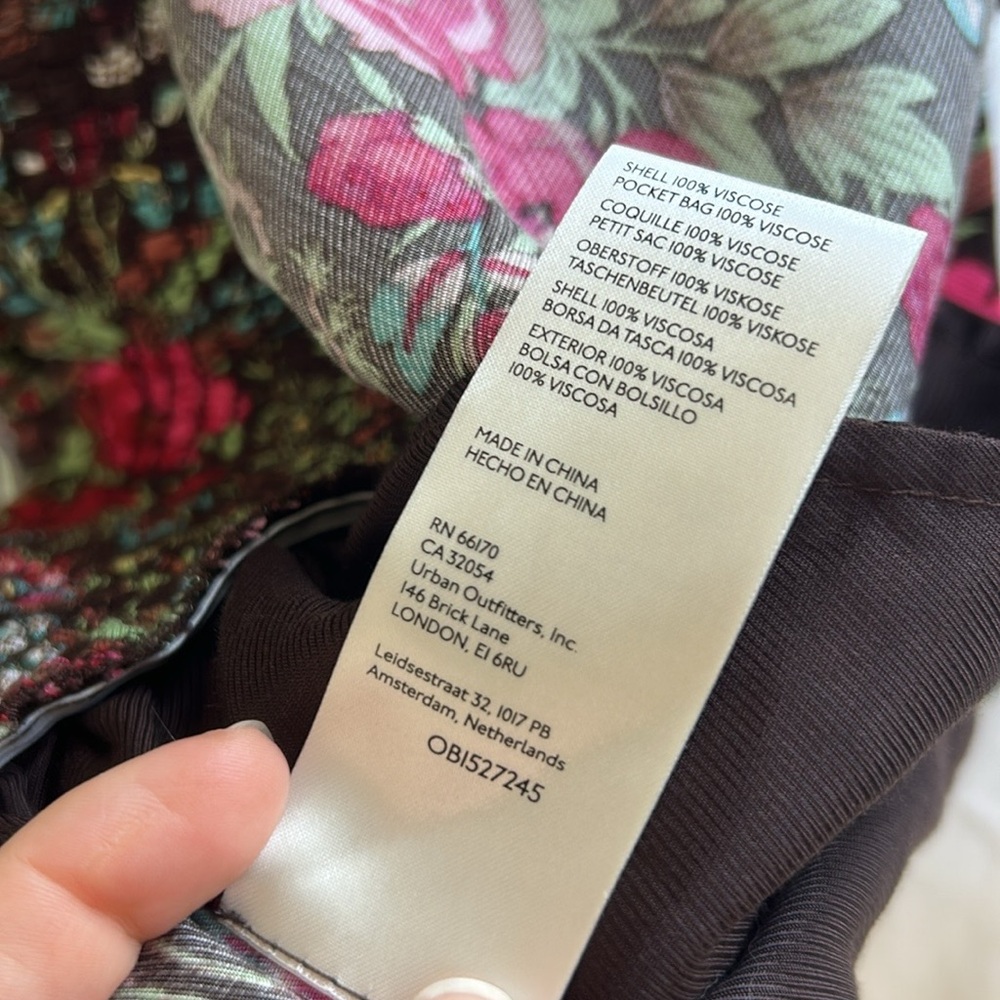 SHELL 100% VISCOSE
POCKET BAG 100% VISCOSE
COQUILLE 100% VISCOSE
PETIT SAC 100% VISCOSE
OBERSTOFF 100% VISKOSE
TASCHENBEUTEL 100% VISKOSE
SHELL 100% VISCOSA
BORSA DA TASCA 100% VISCOSA
EXTERIOR 100% VISCOSA
BOLSA CON BOLSILLO
100% VISCOSA
MADE IN CHINA
HECHO EN CHINA
RN 66170
CA 32054
Urban Outfitters, Inc.
146 Brick Lane
LONDON, E1 6RU
Leidsestraat 32, 1017 PB
Amsterdam, Netherlands
OB1527245